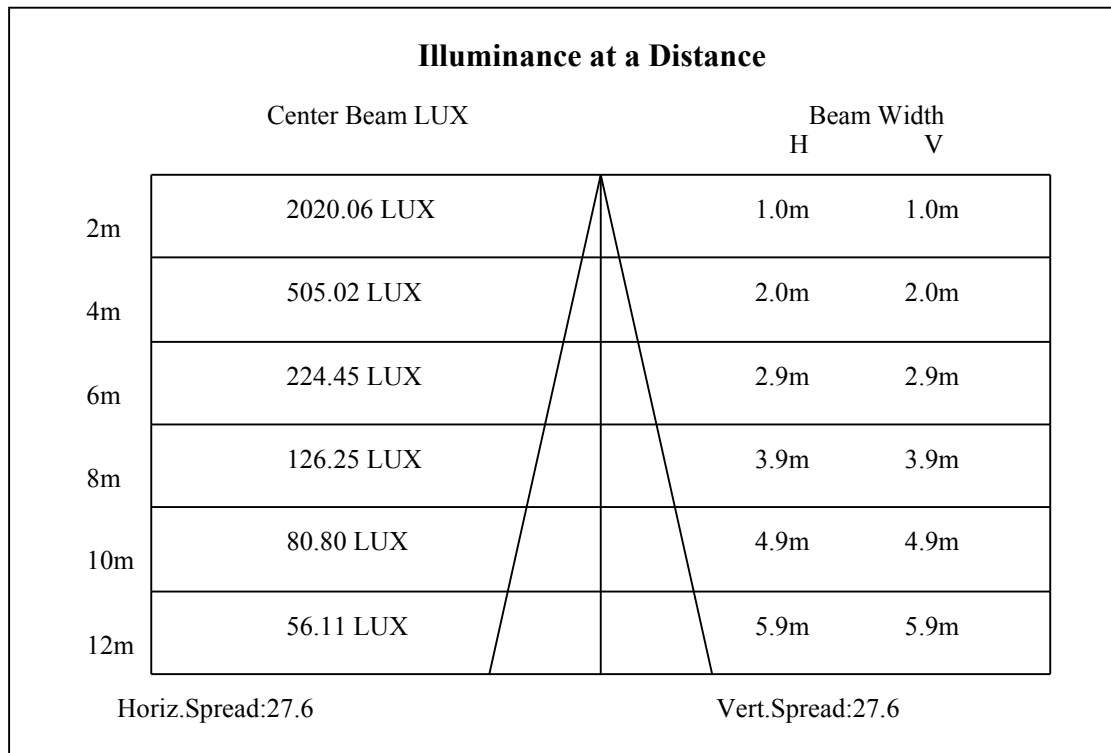 Illuminance at a Distance
Center Beam LUX Beam Width
H V
2m 2020.06 LUX 1.0m 1.0m
4m 505.02 LUX 2.0m 2.0m
6m 224.45 LUX 2.9m 2.9m
8m 126.25 LUX 3.9m 3.9m
10m 80.80 LUX 4.9m 4.9m
12m 56.11 LUX 5.9m 5.9m
Horiz.Spread:27.6 Vert.Spread:27.6